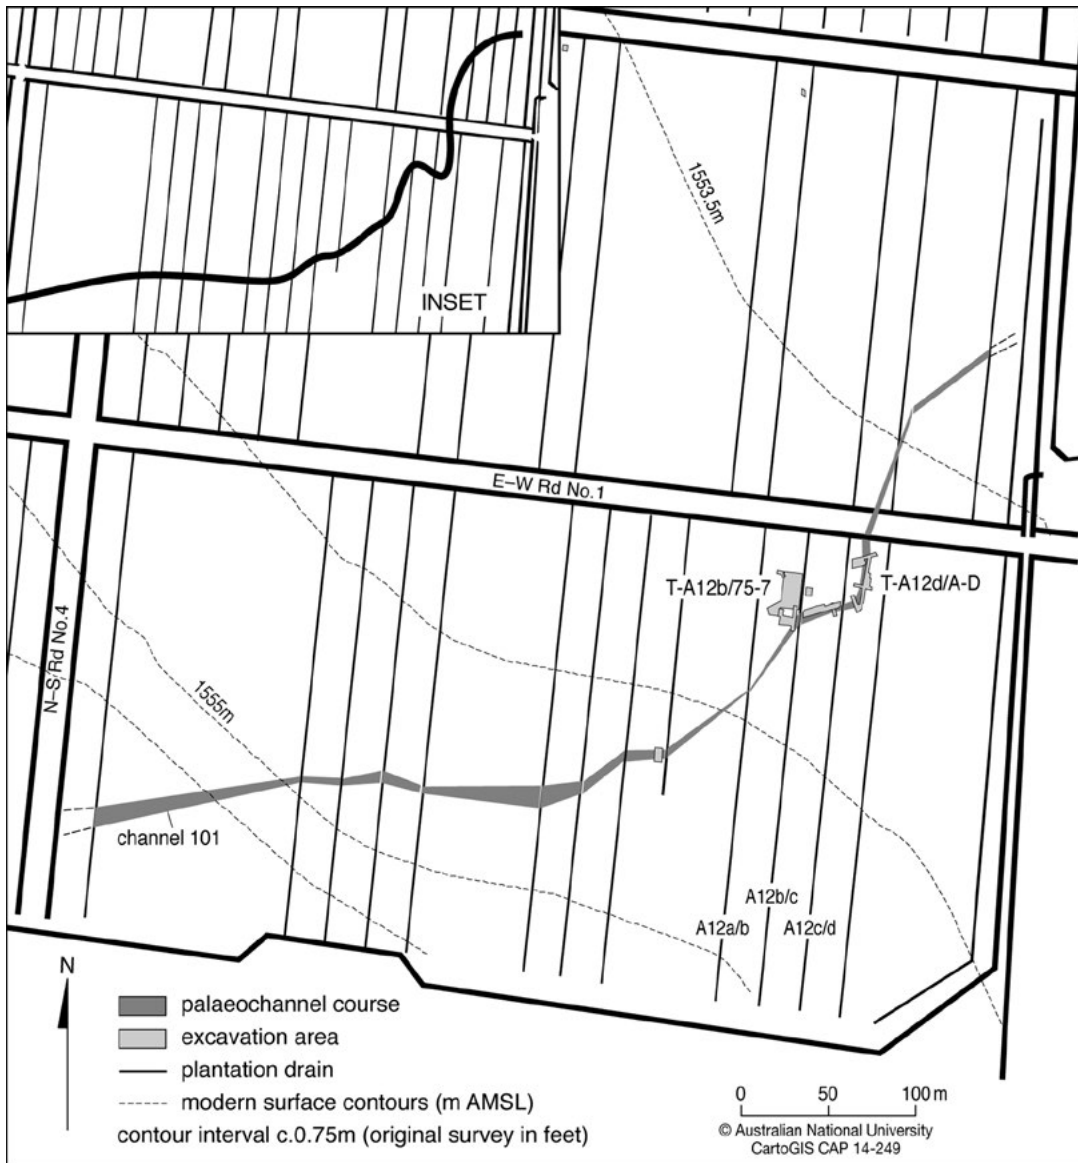 INSET
1553.5m
E–W Rd No.1
T-A12b/75-7
T-A12d/A-D
N–S Rd No.4
1555m
channel 101
A12b/c
A12a/b
A12c/d
N
palaeochannel course
excavation area
plantation drain
modern surface contours (m AMSL)
contour interval c.0.75m (original survey in feet)
0 50 100 m
© Australian National University
CartoGIS CAP 14-249